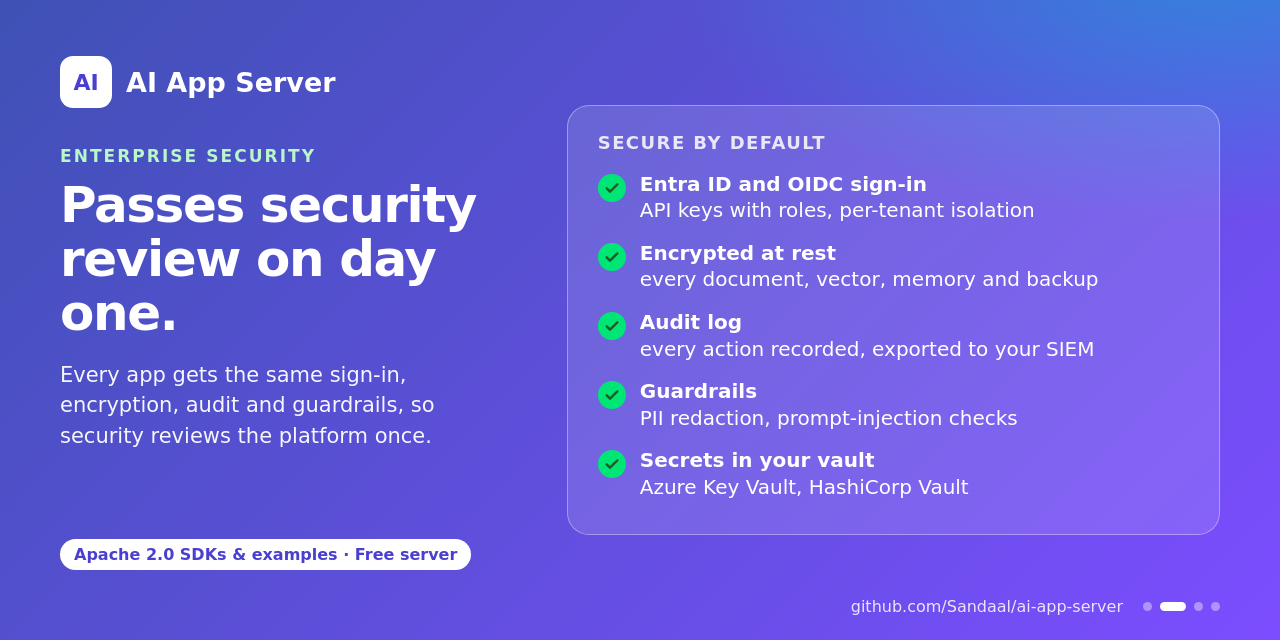 AI
AI App Server
ENTERPRISE SECURITY
Passes security
review on day
one.
Every app gets the same sign-in,
encryption, audit and guardrails, so
security reviews the platform once.
Apache 2.0 SDKs & examples · Free server
SECURE BY DEFAULT
Entra ID and OIDC sign-in
API keys with roles, per-tenant isolation
Encrypted at rest
every document, vector, memory and backup
Audit log
every action recorded, exported to your SIEM
Guardrails
PII redaction, prompt-injection checks
Secrets in your vault
Azure Key Vault, HashiCorp Vault
github.com/Sandaal/ai-app-server